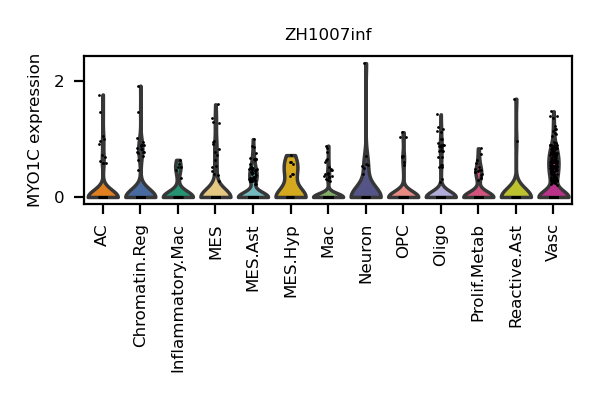 ZH1007inf
MYO1C expression
2
0
AC
Chromatin.Reg
Inflammatory.Mac
MES
MES.Ast
MES.Hyp
Mac
Neuron
OPC
Oligo
Prolif.Metab
Reactive.Ast
Vasc